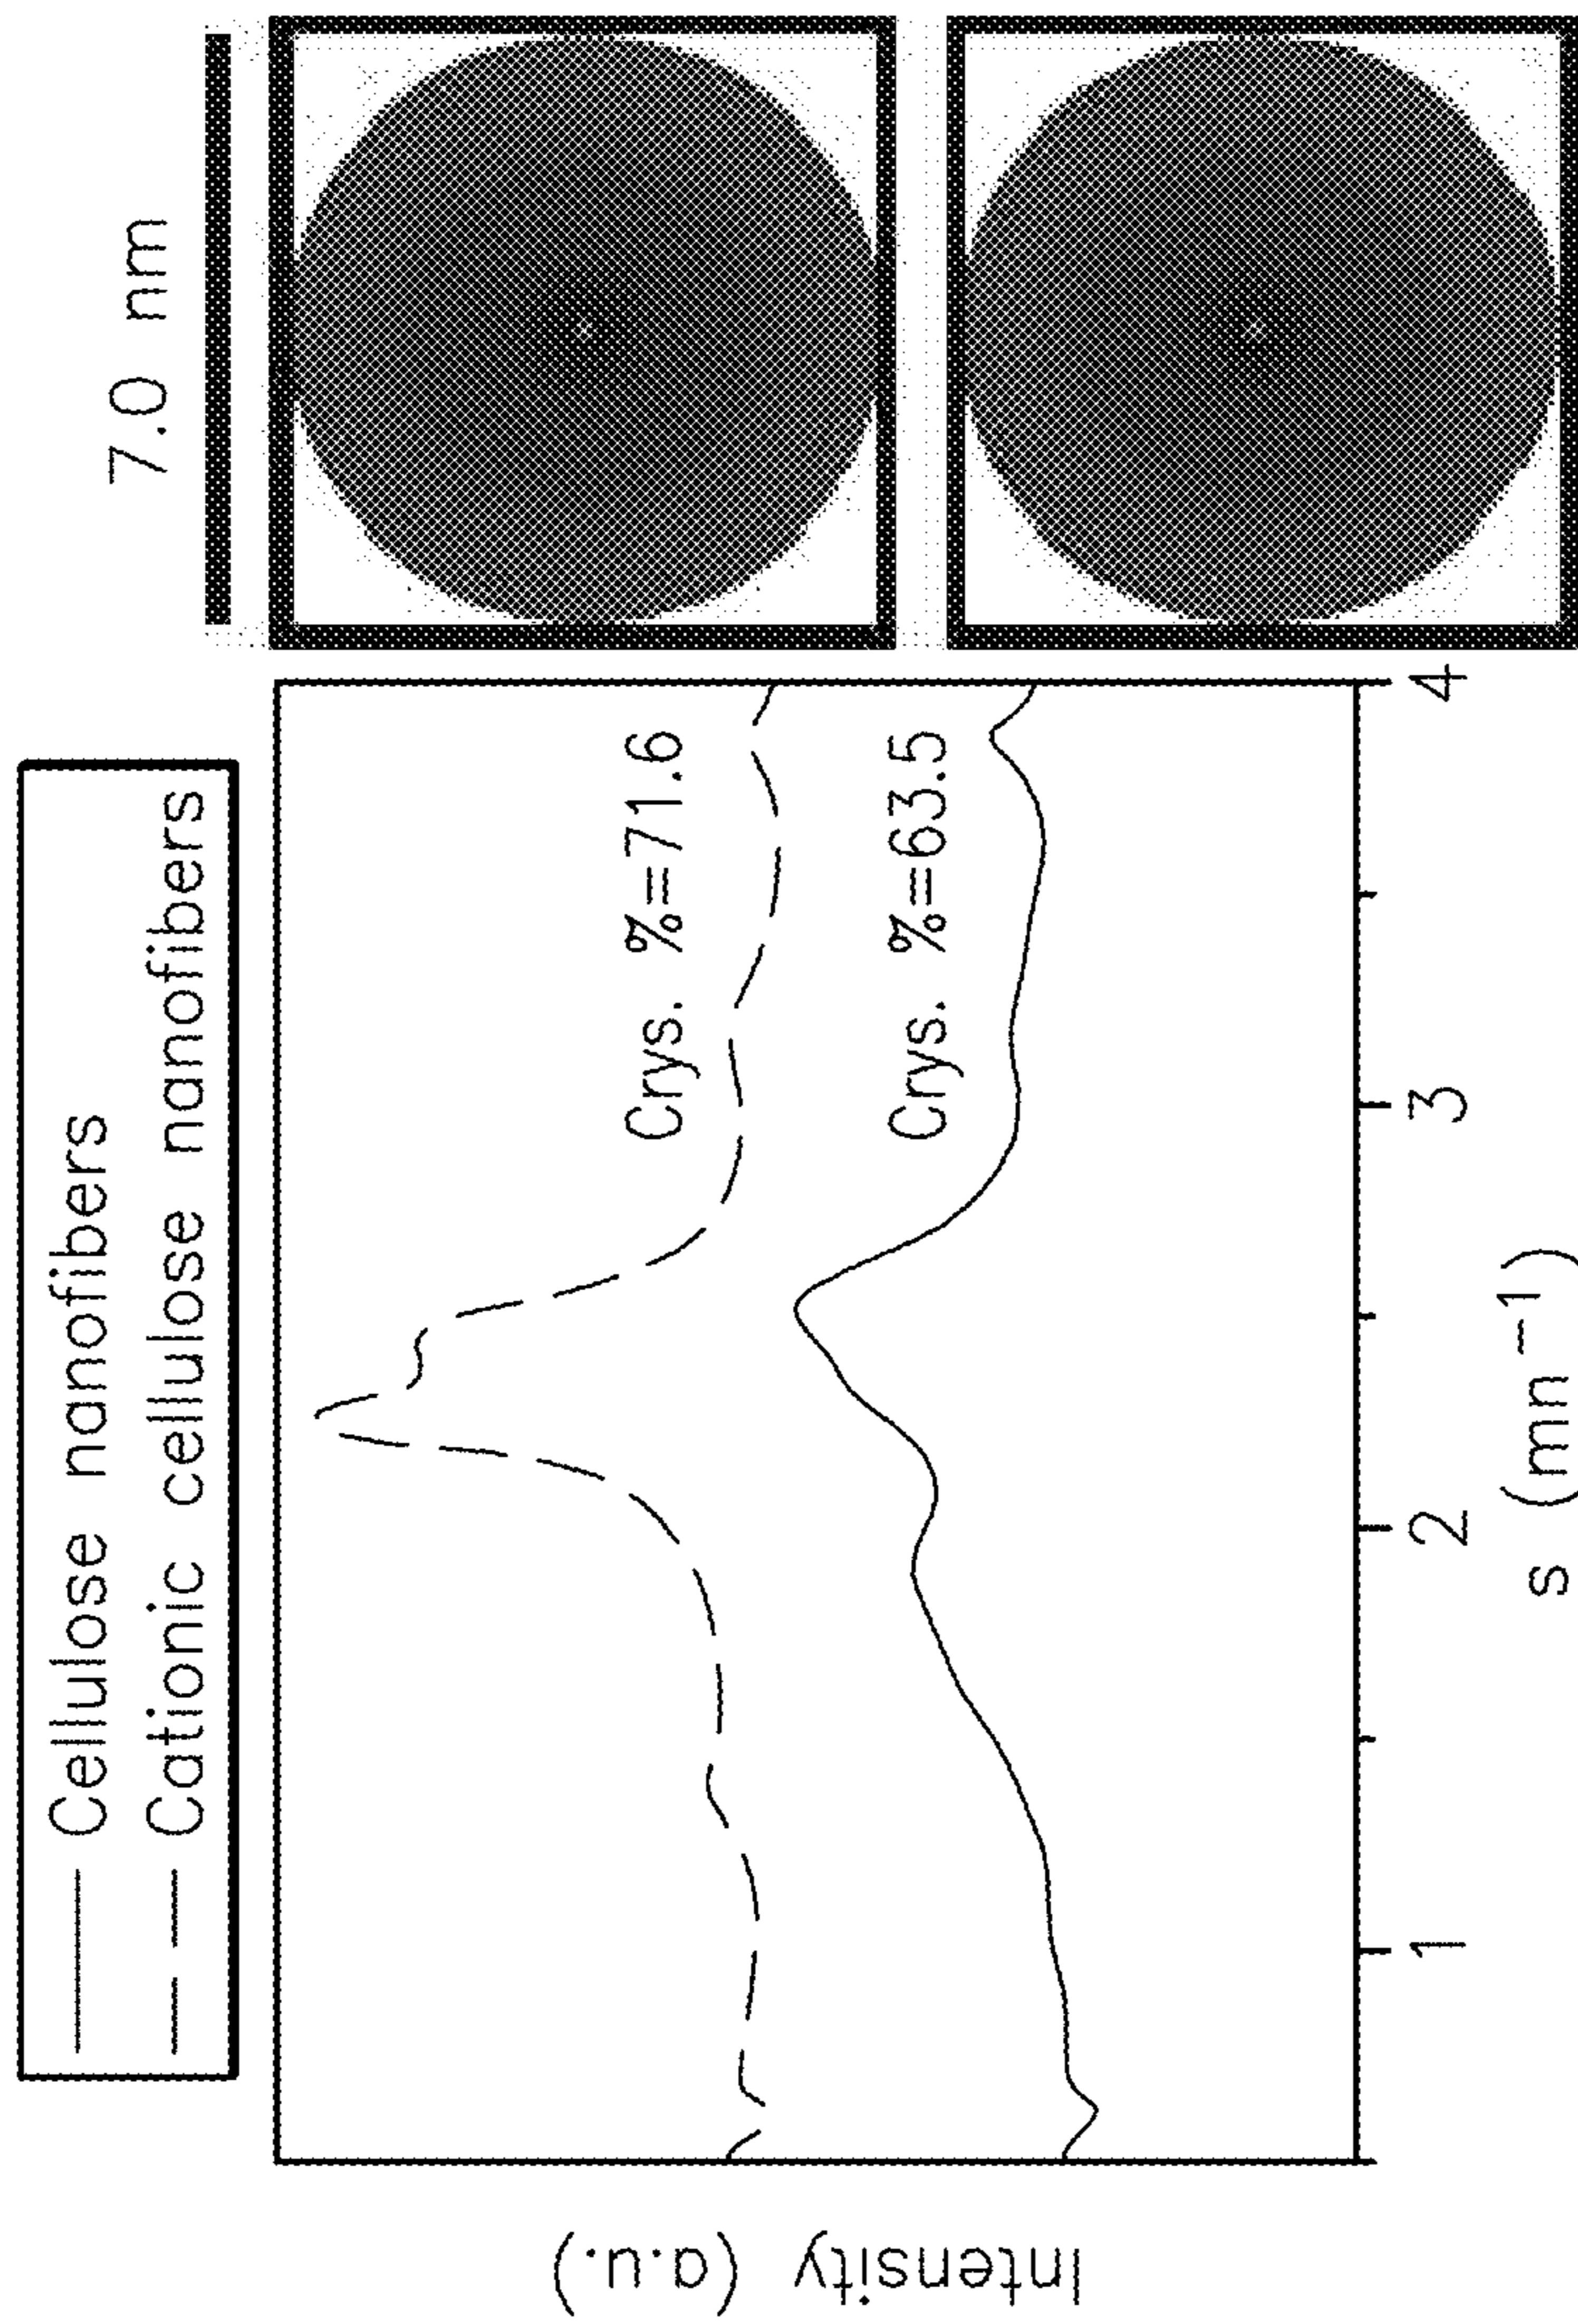 Cellulose nanofibers
Cationic cellulose nanofibers
7.0 nm
Crys. %=71.6
Crys. %=63.5
Intensity (a.u.)
1 2 3 4
s (mn⁻¹)